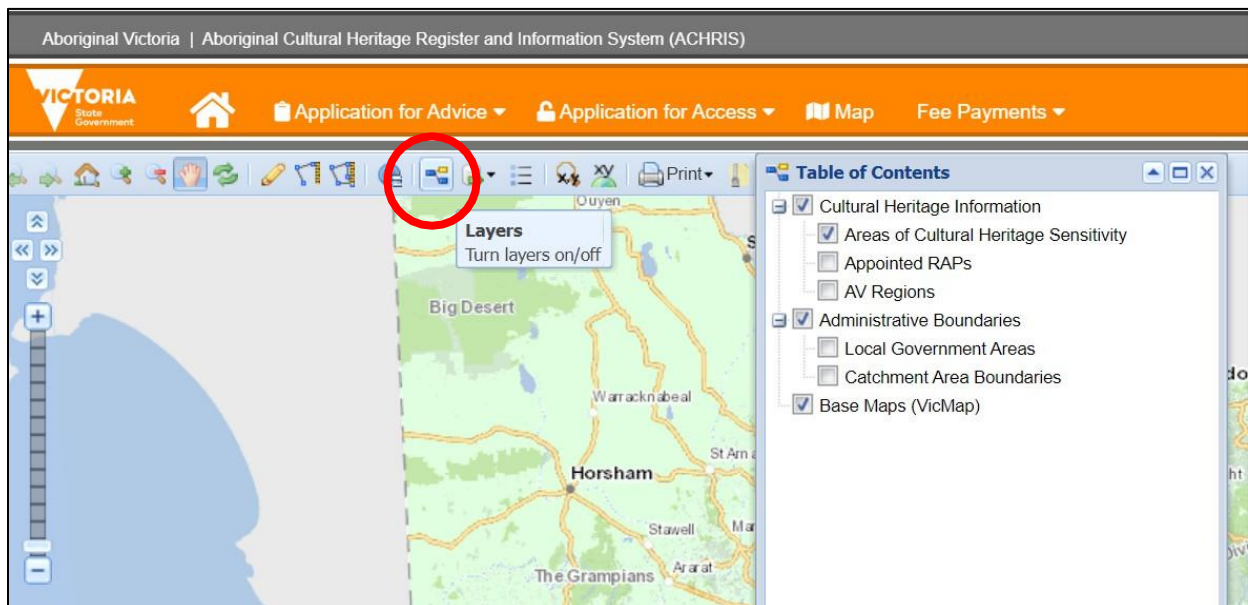 Aboriginal Victoria | Aboriginal Cultural Heritage Register and Information System (ACHRIS)
VICTORIA
State
Government
Application for Advice
Application for Access
Map
Fee Payments
XY
Print
Table of Contents
Cultural Heritage Information
Areas of Cultural Heritage Sensitivity
Appointed RAPs
AV Regions
Administrative Boundaries
Local Government Areas
Catchment Area Boundaries
Base Maps (VicMap)
Layers
Turn layers on/off
Ouyen
Big Desert
Warracknabeal
St Arna
Horsham
Stawell
Mar
The Grampians
Ararat